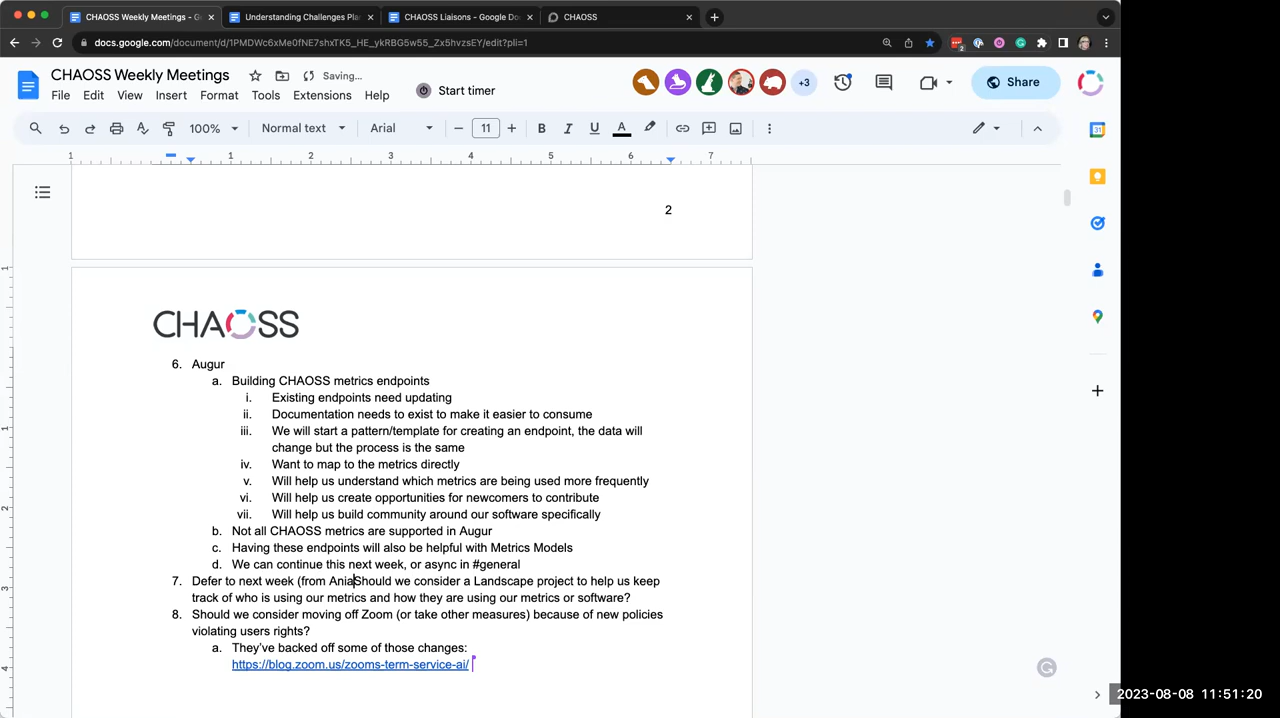 CHAOSS Weekly Meetings - G
Understanding Challenges Pla
CHAOSS Liaisons - Google Do
CHAOSS
docs.google.com/document/d/1PMDWc6xMe0fNE7shxTK5_HE_ykRBG5w55_Zx5hvzsEY/edit?pli=1
CHAOSS Weekly Meetings
Saving...
File Edit View Insert Format Tools Extensions Help
Start timer
+3
Share
100%
Normal text
Arial
11
B I U A
1 1 2 3 4 5 6 7
2
CHAOSS
6. Augur
a. Building CHAOSS metrics endpoints
i. Existing endpoints need updating
ii. Documentation needs to exist to make it easier to consume
iii. We will start a pattern/template for creating an endpoint, the data will
change but the process is the same
iv. Want to map to the metrics directly
v. Will help us understand which metrics are being used more frequently
vi. Will help us create opportunities for newcomers to contribute
vii. Will help us build community around our software specifically
b. Not all CHAOSS metrics are supported in Augur
c. Having these endpoints will also be helpful with Metrics Models
d. We can continue this next week, or async in #general
7. Defer to next week (from AniaShould we consider a Landscape project to help us keep
track of who is using our metrics and how they are using our metrics or software?
8. Should we consider moving off Zoom (or take other measures) because of new policies
violating users rights?
a. They've backed off some of those changes:
https://blog.zoom.us/zooms-term-service-ai/
2023-08-08 11:51:20